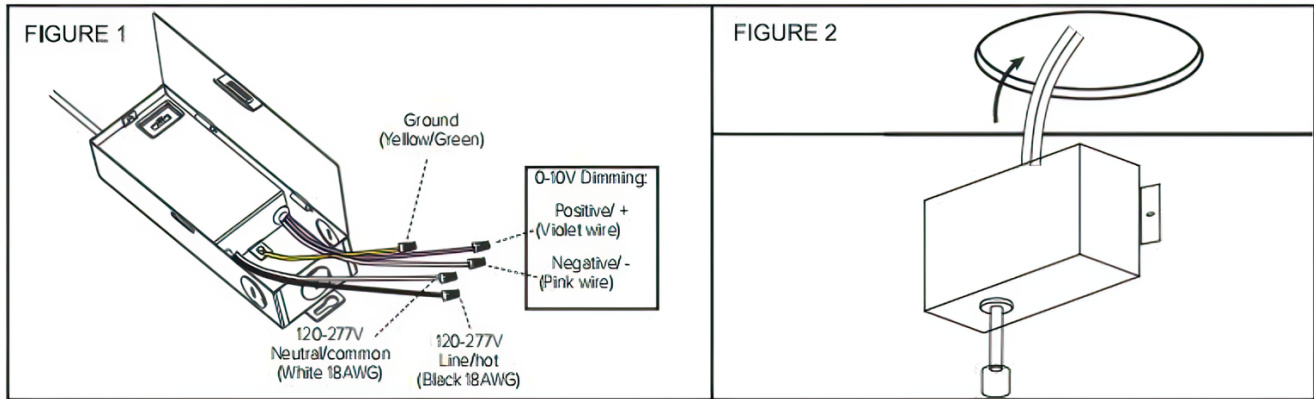 FIGURE 1
Ground
(Yellow/Green)
0-10V Dimming:
Positive/ +
(Violet wire)
Negative/ -
(Pink wire)
120-277V
Neutral/common
(White 18AWG)
120-277V
Line/hot
(Black 18AWG)
FIGURE 2